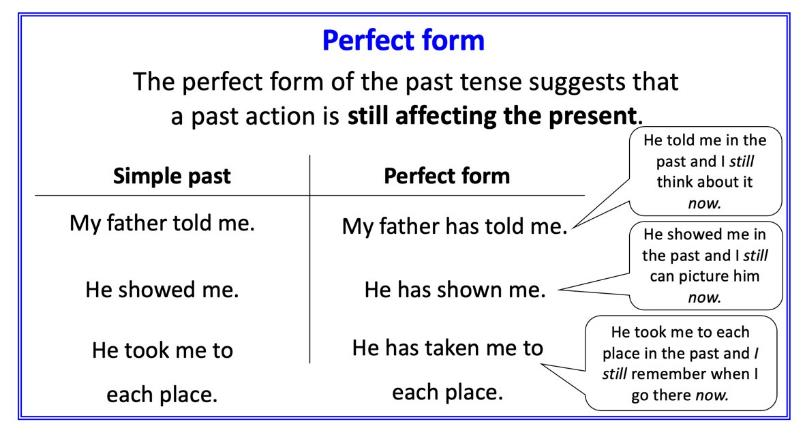 Perfect form
The perfect form of the past tense suggests that
a past action is still affecting the present.
Simple past
Perfect form
My father told me.
My father has told me.
He told me in the
past and I still
think about it
now.
He showed me.
He has shown me.
He showed me in
the past and I still
can picture him
now.
He took me to
each place.
He has taken me to
each place.
He took me to each
place in the past and I
still remember when I
go there now.